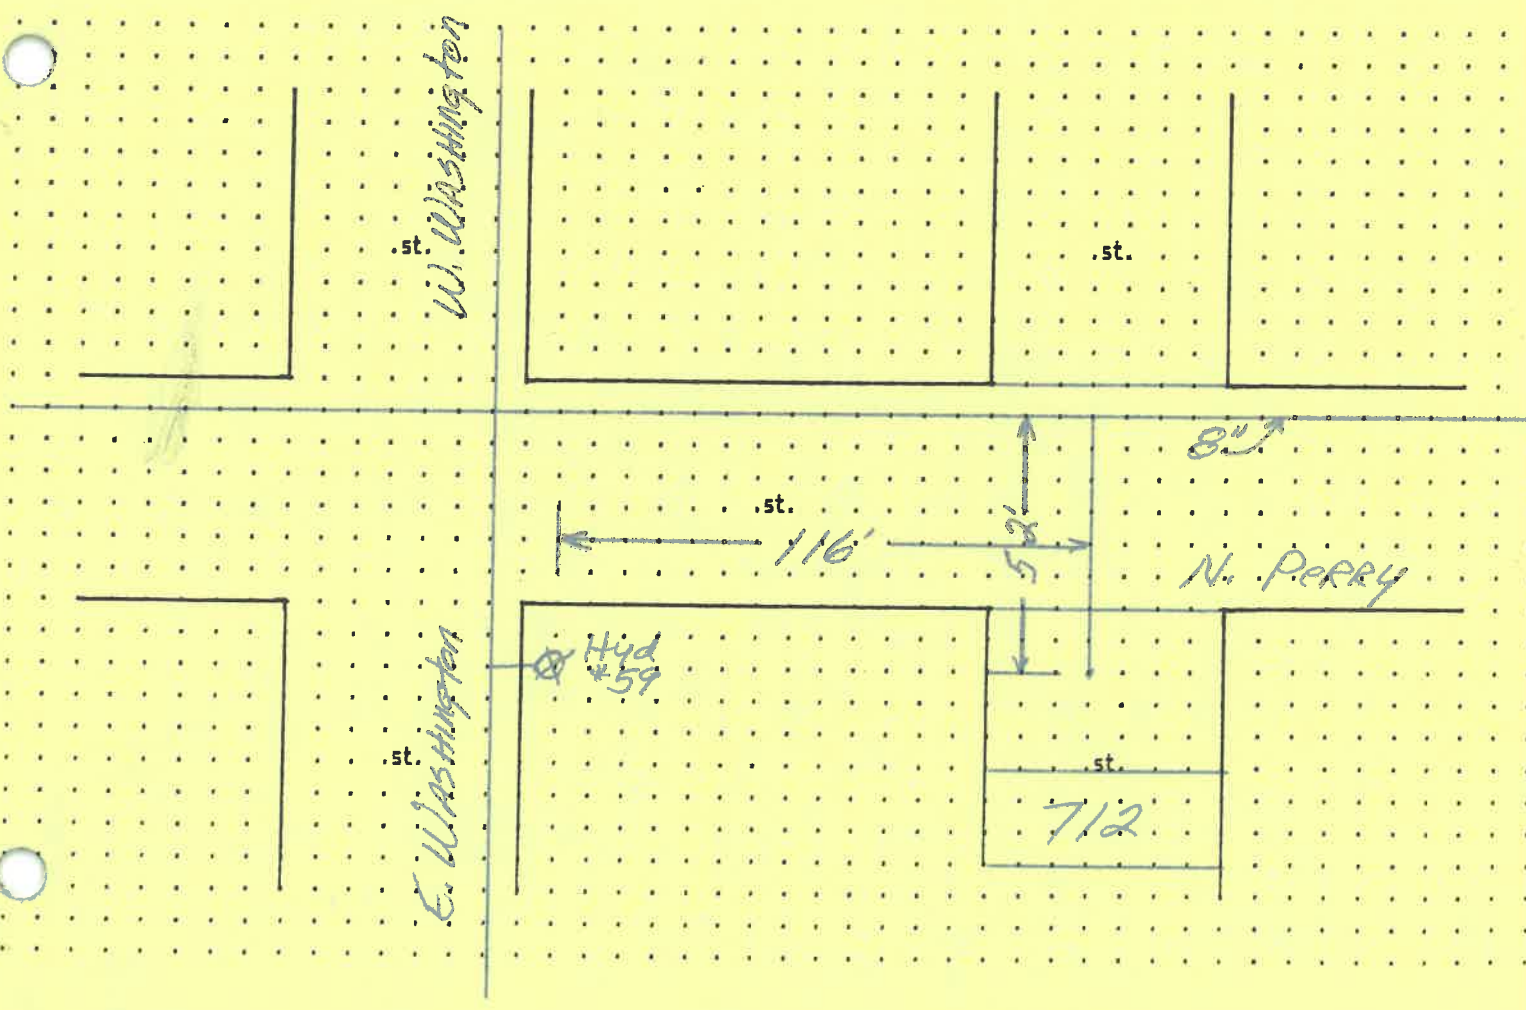 W. Washington
st.
st.
8"
st.
116'
52'
N. Perry
Hyd
#59
E. Washington
st.
st.
712